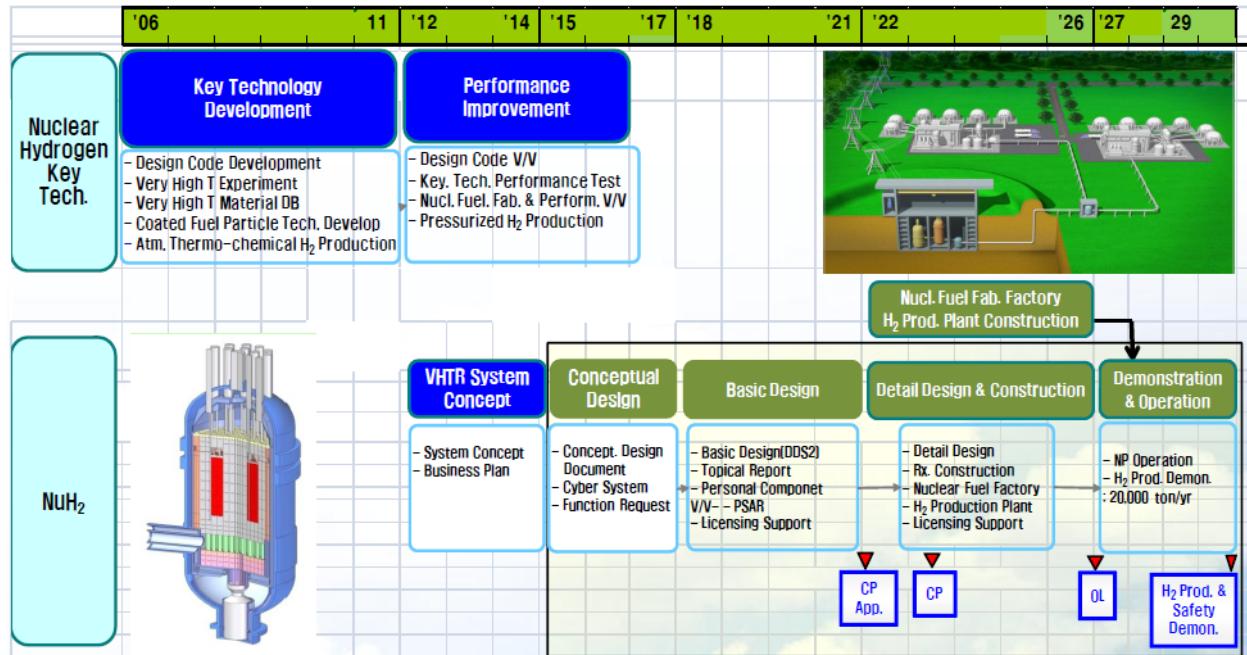 '06 11 '12 '14 '15 '17 '18 '21 '22 '26 '27 29
Nuclear
Hydrogen
Key
Tech.
Key Technology
Development
- Design Code Development
- Very High T Experiment
- Very High T Material DB
- Coated Fuel Particle Tech. Develop
- Atm. Thermo-chemical H₂ Production
Performance
Improvement
- Design Code V/V
- Key. Tech. Performance Test
- Nucl. Fuel. Fab. & Perform. V/V
- Pressurized H₂ Production
Nucl. Fuel Fab. Factory
H₂ Prod. Plant Construction
NuH₂
VHTR System
Concept
- System Concept
- Business Plan
Conceptual
Design
- Concept. Design
Document
- Cyber System
- Function Request
Basic Design
- Basic Design(DDS2)
- Topical Report
- Personal Componet
V/V- - PSAR
- Licensing Support
Detail Design & Construction
- Detail Design
- Rx. Construction
- Nuclear Fuel Factory
- H₂ Production Plant
- Licensing Support
Demonstration
& Operation
- NP Operation
- H₂ Prod. Demon.
: 20.000 ton/yr
CP
App.
CP
OL
H₂ Prod. &
Safety
Demon.